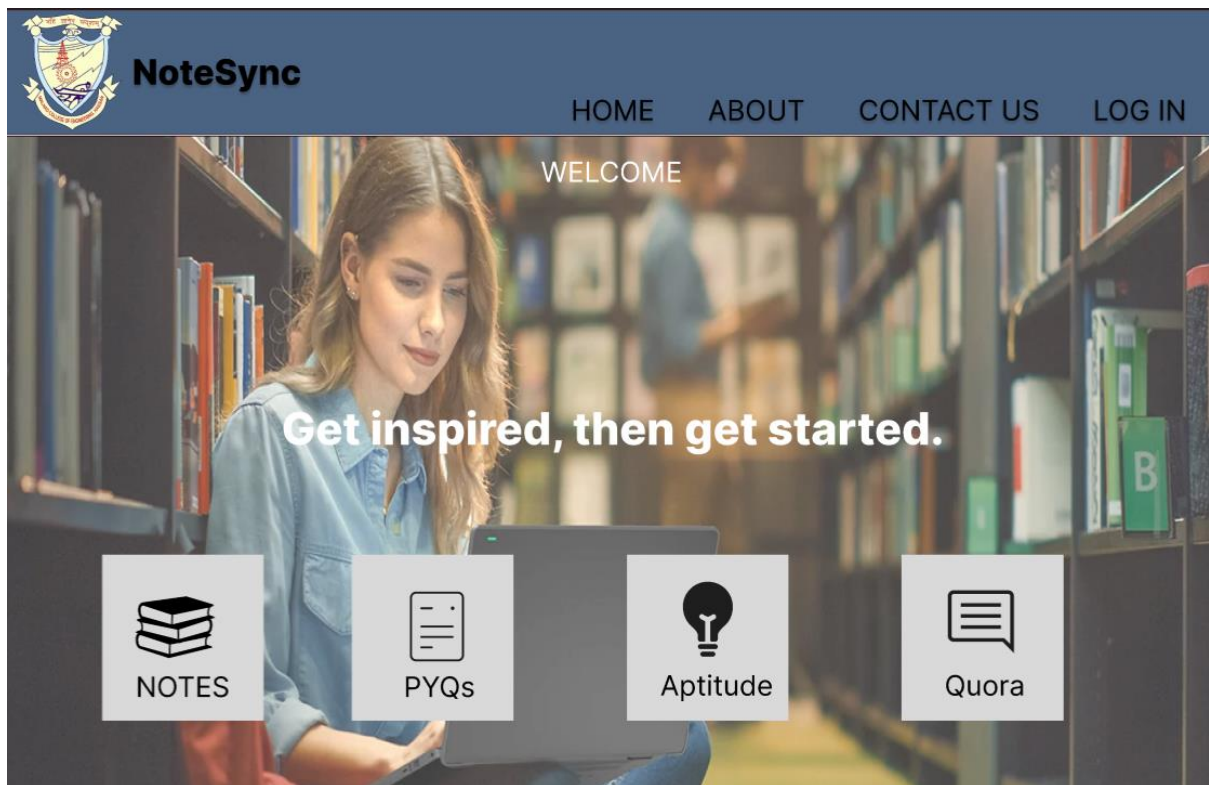 NoteSync
HOME ABOUT CONTACT US LOG IN
WELCOME
Get inspired, then get started.
B
NOTES PYQs Aptitude Quora